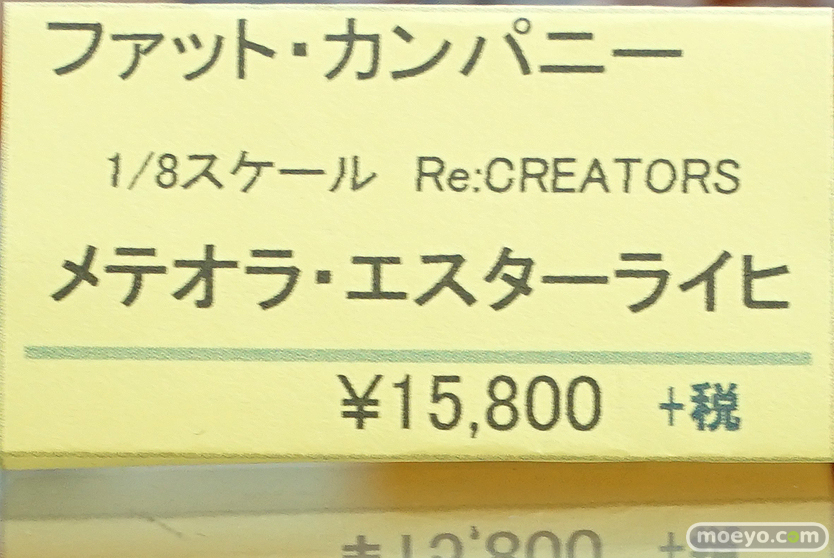 ファット・カンパニー
1/8スケール Re:CREATORS
メテオラ・エスターライヒ
¥15,800 +税
moeyo.com